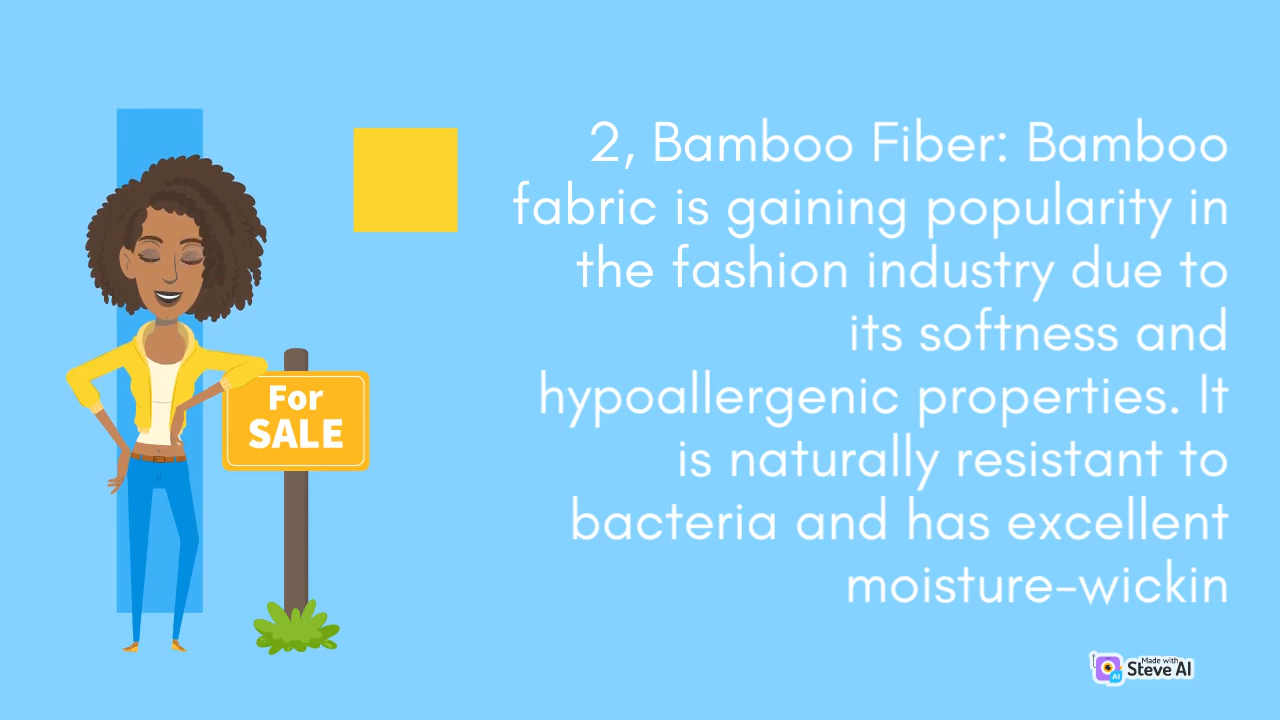 2, Bamboo Fiber: Bamboo
fabric is gaining popularity in
the fashion industry due to
its softness and
hypoallergenic properties. It
is naturally resistant to
bacteria and has excellent
moisture-wickin
For
SALE
Made with
Steve AI
AI